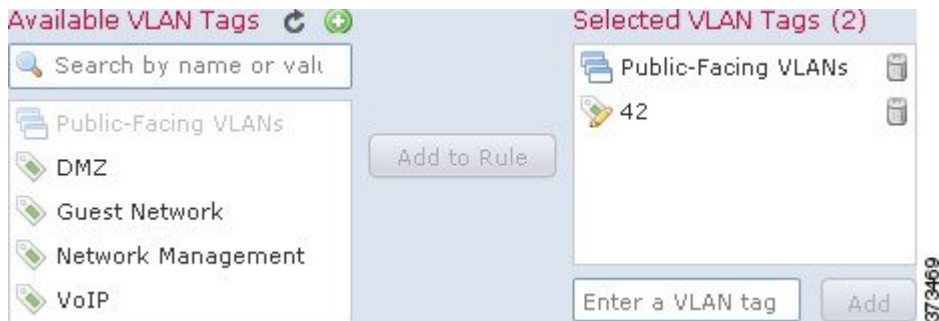 Available VLAN Tags
Search by name or valu
Public-Facing VLANs
DMZ
Guest Network
Network Management
VoIP
Add to Rule
Selected VLAN Tags (2)
Public-Facing VLANs
42
Enter a VLAN tag
Add
373469